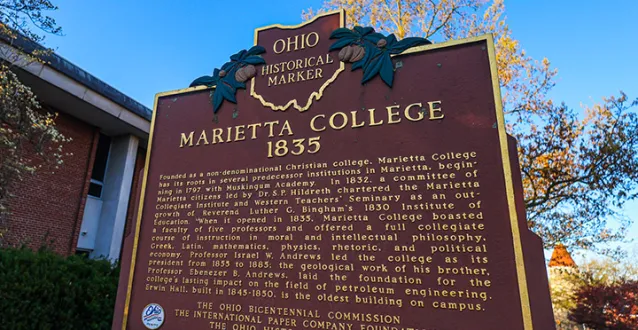 OHIO
HISTORICAL
MARKER
MARIETTA COLLEGE
1835
Founded as a non-denominational Christian college, Marietta College
has its roots in several predecessor institutions in Marietta, begin-
ning in 1797 with Muskingum Academy. In 1832, a committee of
Marietta citizens led by Dr. S.P. Hildreth chartered the Marietta
Collegiate Institute and Western Teachers' Seminary as an out-
growth of Reverend Luther G. Bingham's 1830 Institute of
Education. When it opened in 1835, Marietta College boasted
a faculty of five professors and offered a full collegiate
course of instruction in moral and intellectual philosophy,
Greek, Latin, mathematics, physics, rhetoric, and political
economy. Professor Israel W. Andrews led the college as its
president from 1855 to 1885; the geological work of his brother,
Professor Ebenezer B. Andrews, laid the foundation for the
college's lasting impact on the field of petroleum engineering.
Erwin Hall, built in 1845-1850, is the oldest building on campus.
THE OHIO BICENTENNIAL COMMISSION
THE INTERNATIONAL PAPER COMPANY FOUNDATION
THE OHIO